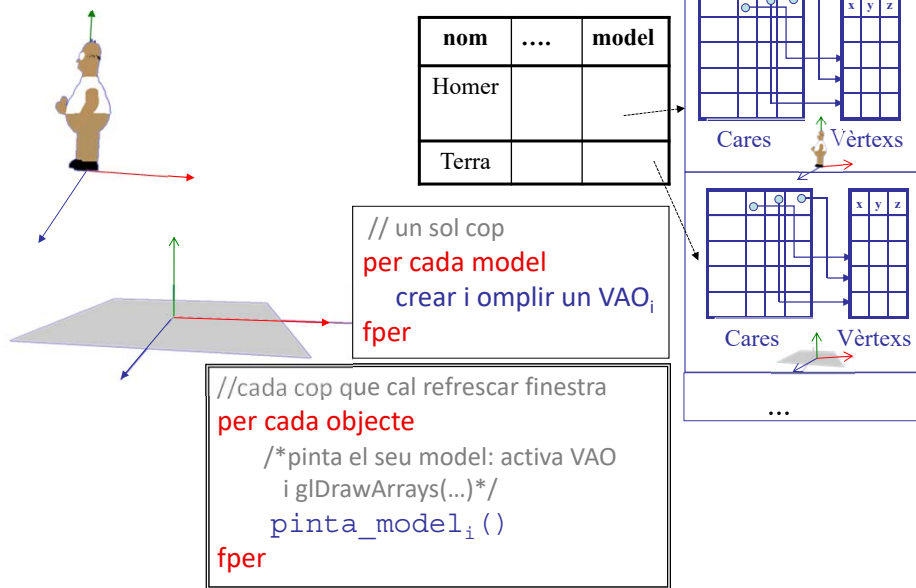 nom .... model
Homer
Terra
x y z
Cares Vèrtexs
x y z
Cares Vèrtexs
...
// un sol cop
per cada model
crear i omplir un VAOi
fper
//cada cop que cal refrescar finestra
per cada objecte
/*pinta el seu model: activa VAO
i glDrawArrays(...)*/
pinta_modeli()
fper